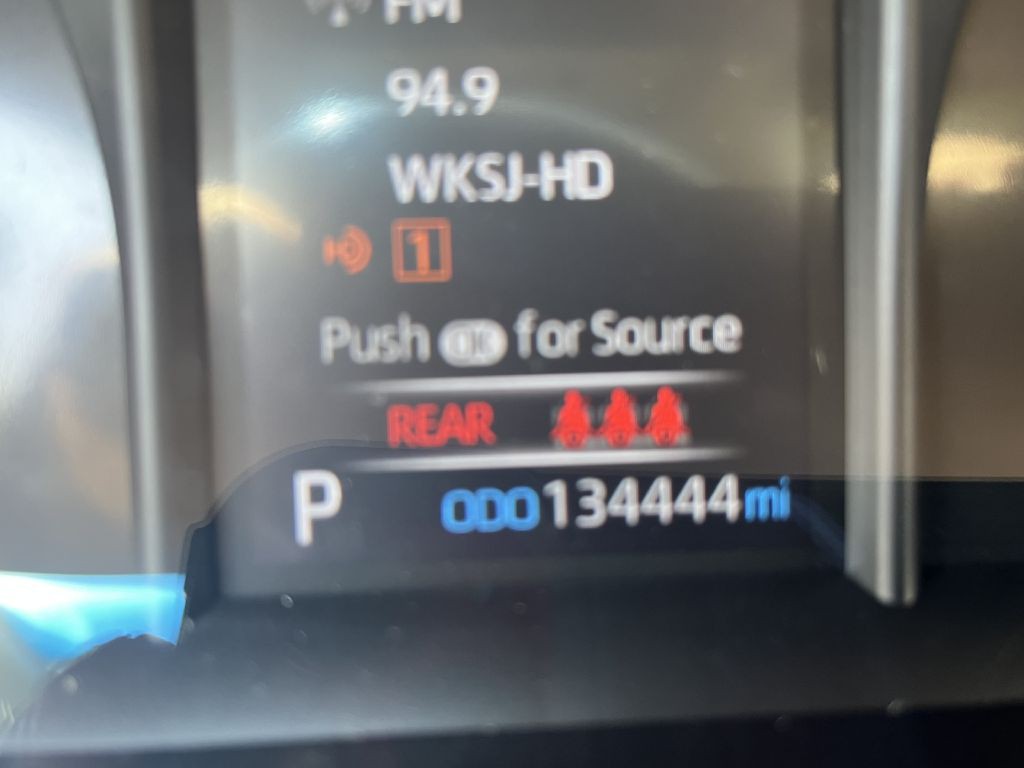 FM
94.9
WKSJ-HD
1
Push for Source
REAR
P ODO 134444 mi